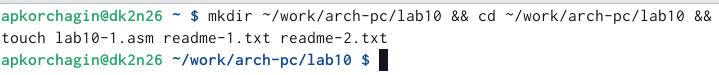 apkorchagin@dk2n26 ~ $ mkdir ~/work/arch-pc/lab10 && cd ~/work/arch-pc/lab10 &&
touch lab10-1.asm readme-1.txt readme-2.txt
apkorchagin@dk2n26 ~/work/arch-pc/lab10 $